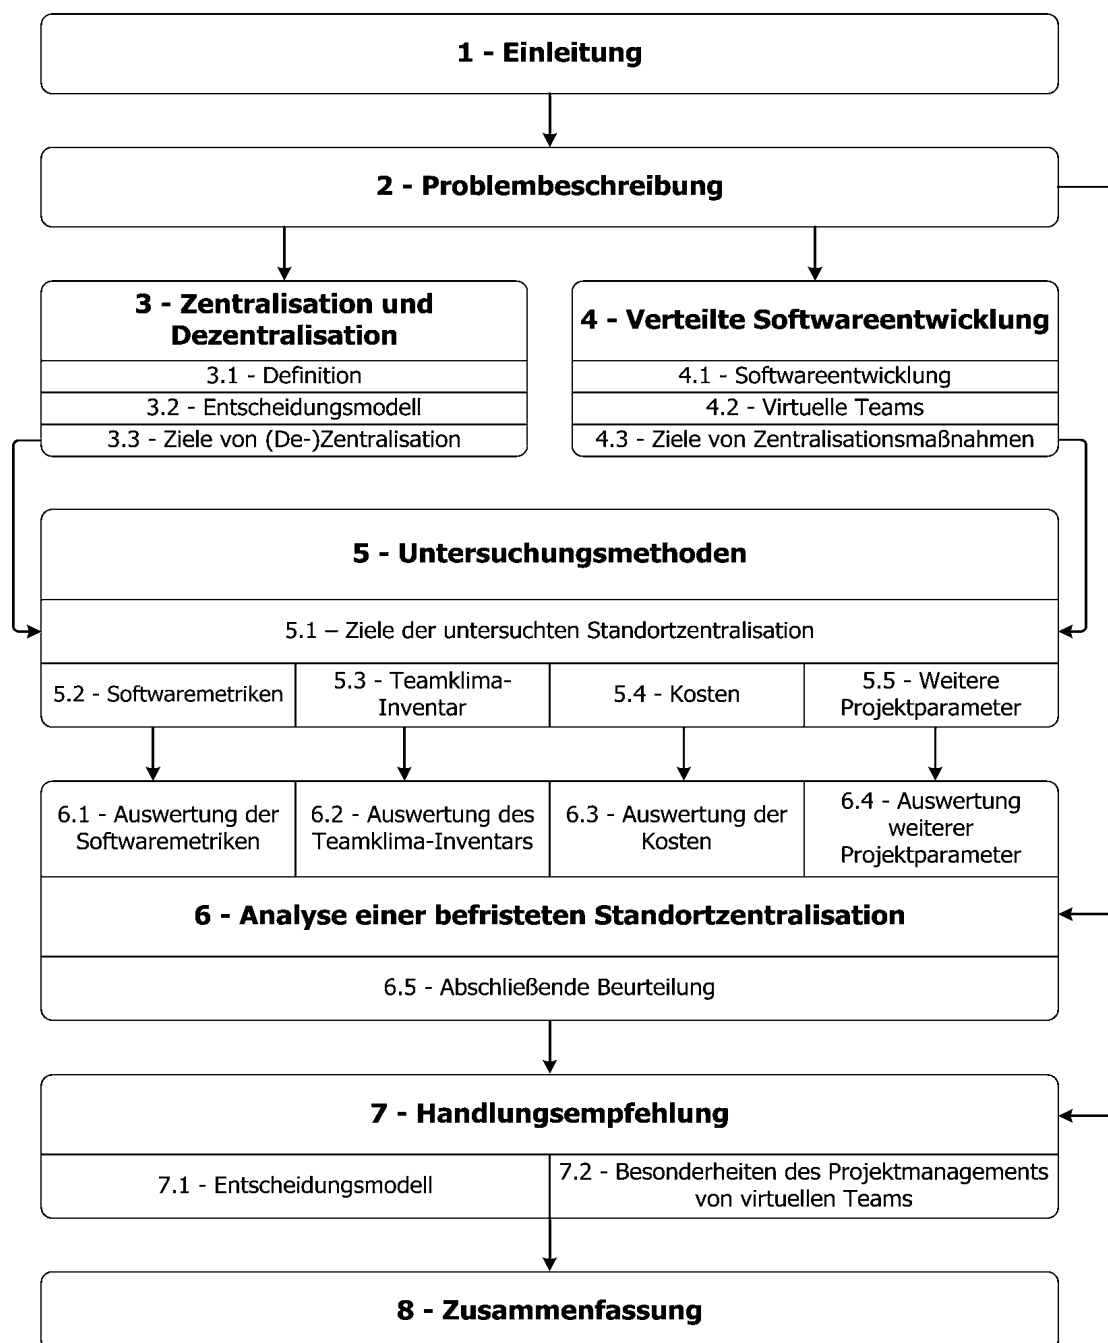 1 - Einleitung
2 - Problembeschreibung
3 - Zentralisation und
Dezentralisation
3.1 - Definition
3.2 - Entscheidungsmodell
3.3 - Ziele von (De-)Zentralisation
4 - Verteilte Softwareentwicklung
4.1 - Softwareentwicklung
4.2 - Virtuelle Teams
4.3 - Ziele von Zentralisationsmaßnahmen
5 - Untersuchungsmethoden
5.1 – Ziele der untersuchten Standortzentralisation
5.2 - Softwaremetriken
5.3 - Teamklima-
Inventar
5.4 - Kosten
5.5 - Weitere
Projektparameter
6.1 - Auswertung der
Softwaremetriken
6.2 - Auswertung des
Teamklima-Inventars
6.3 - Auswertung der
Kosten
6.4 - Auswertung
weiterer
Projektparameter
6 - Analyse einer befristeten Standortzentralisation
6.5 - Abschließende Beurteilung
7 - Handlungsempfehlung
7.1 - Entscheidungsmodell
7.2 - Besonderheiten des Projektmanagements
von virtuellen Teams
8 - Zusammenfassung